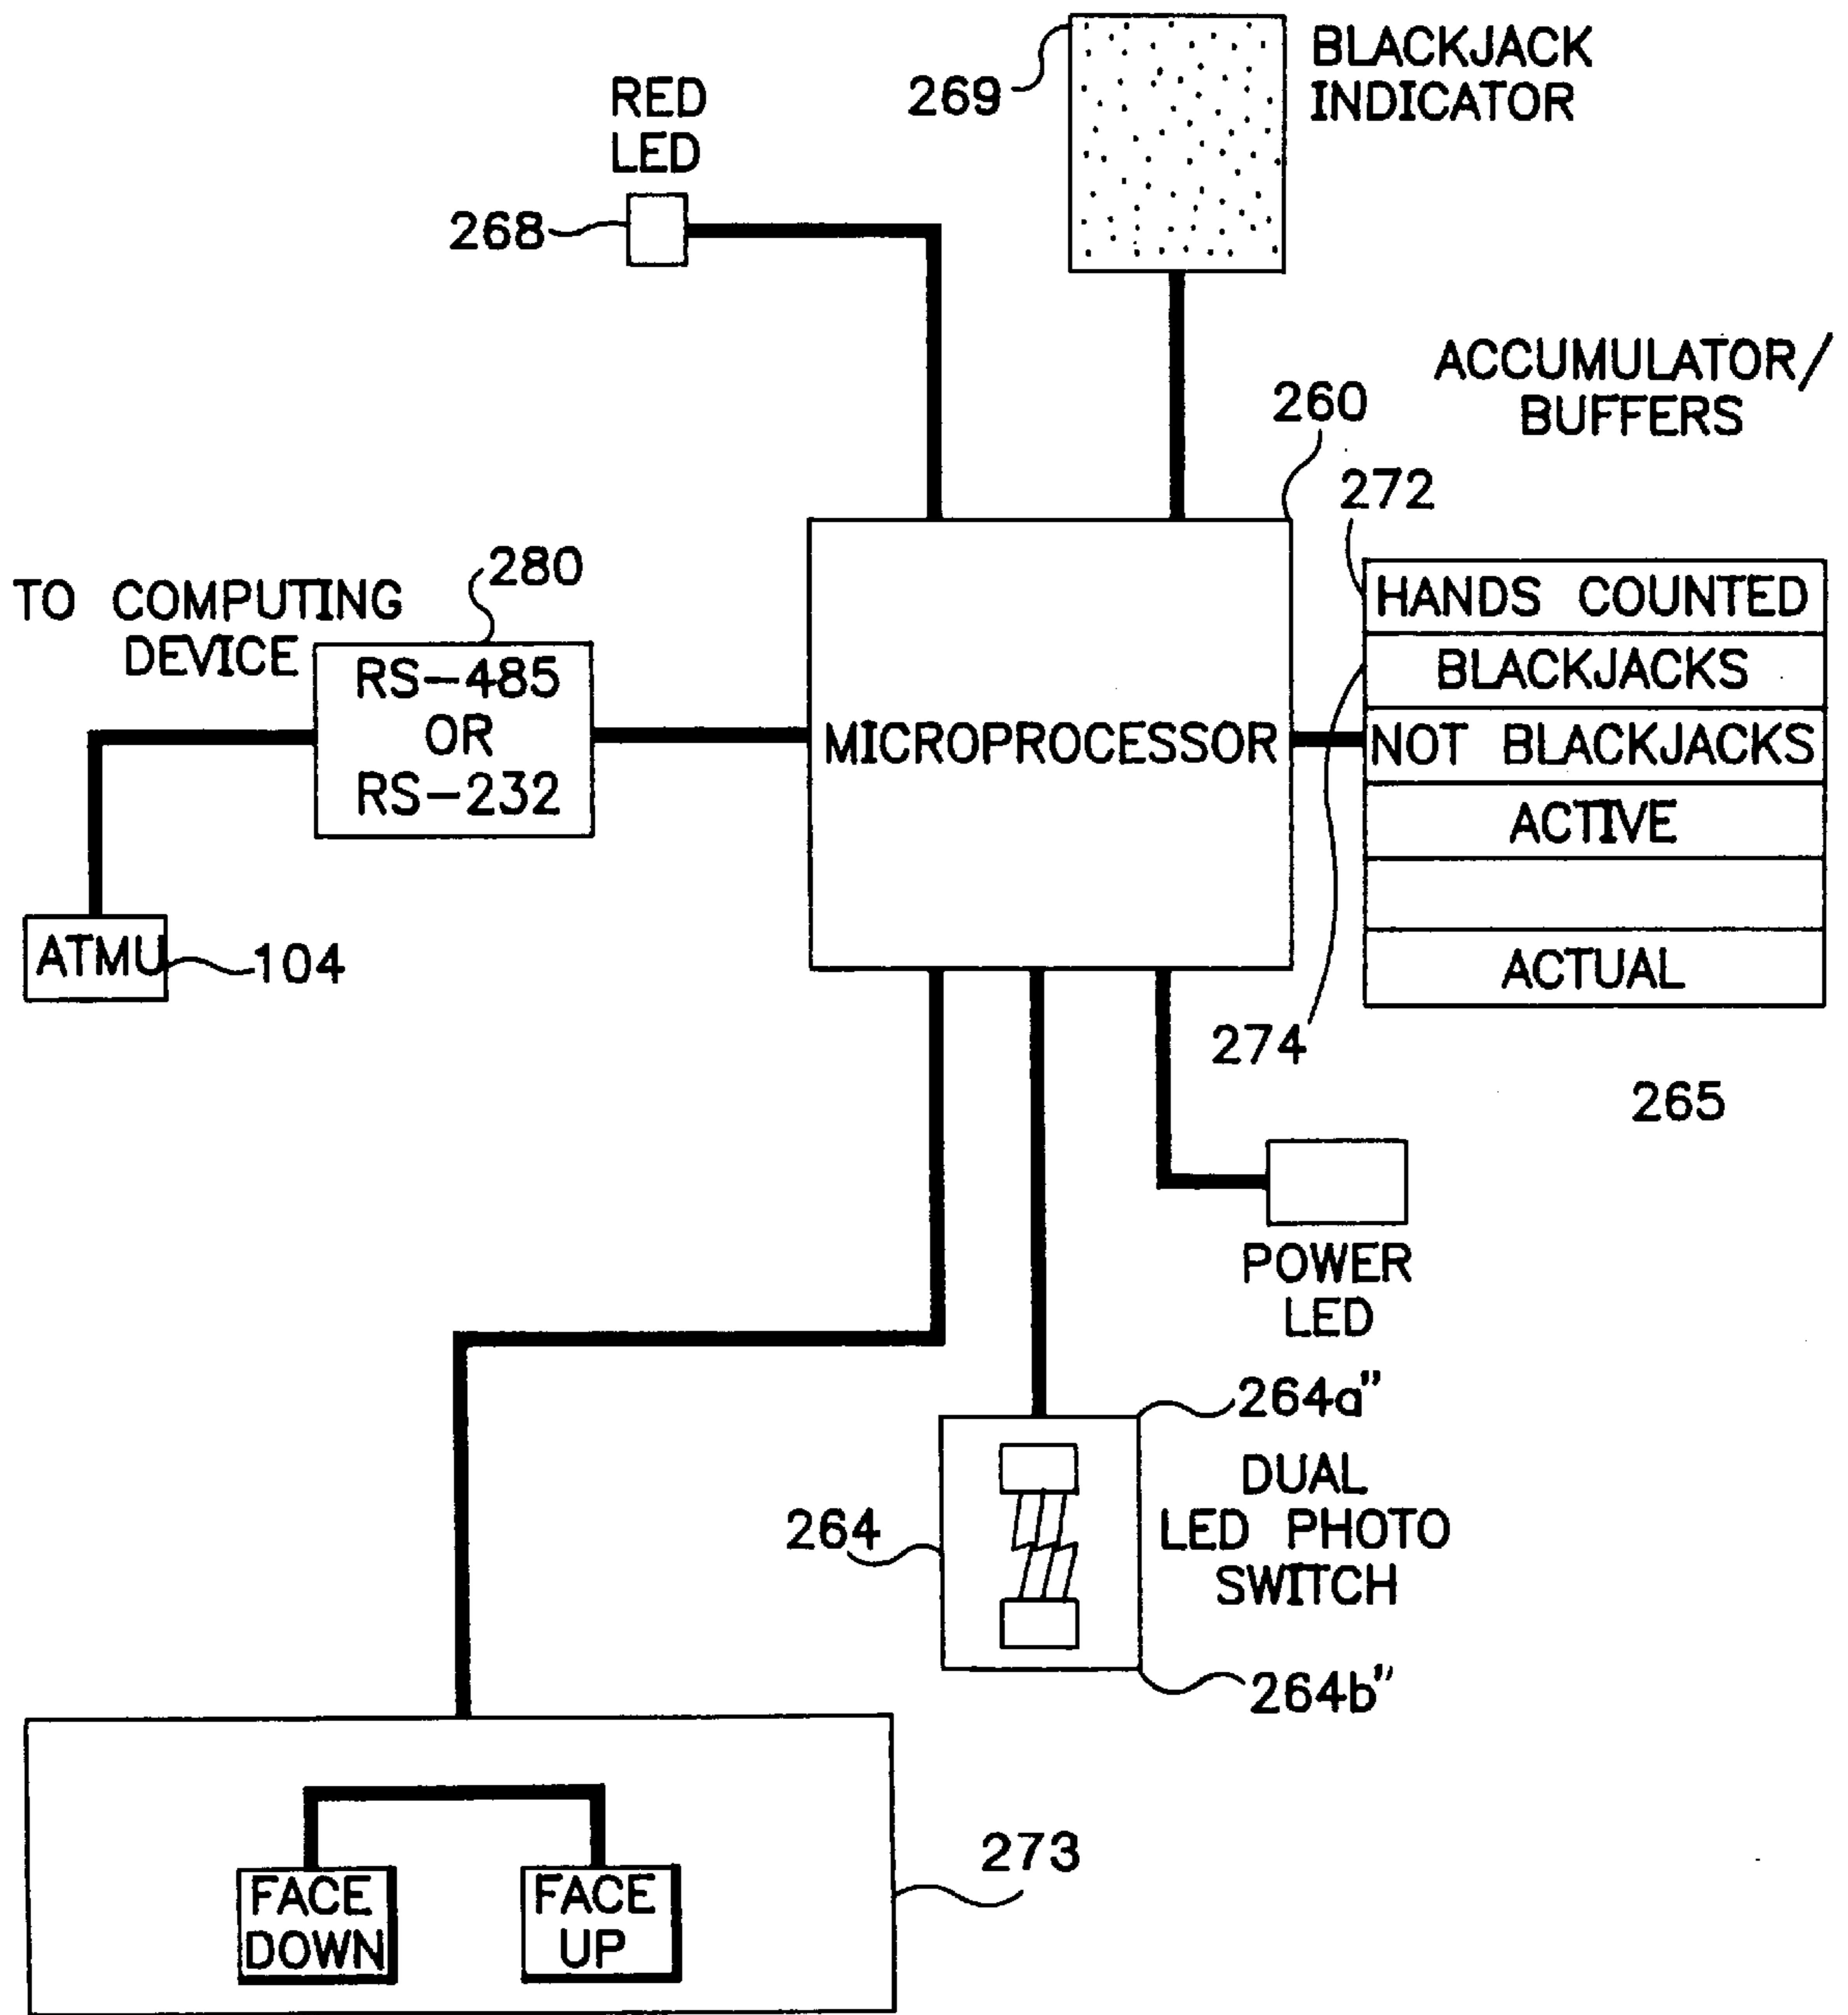 BLACKJACK
INDICATOR
269
RED
LED
268
ACCUMULATOR/
BUFFERS
260
272
280
TO COMPUTING
DEVICE
RS-485
OR
RS-232
MICROPROCESSOR
HANDS COUNTED
BLACKJACKS
NOT BLACKJACKS
ACTIVE
ACTUAL
ATMU
104
274
265
POWER
LED
264a"
DUAL
LED PHOTO
SWITCH
264
264b"
273
FACE
DOWN
FACE
UP